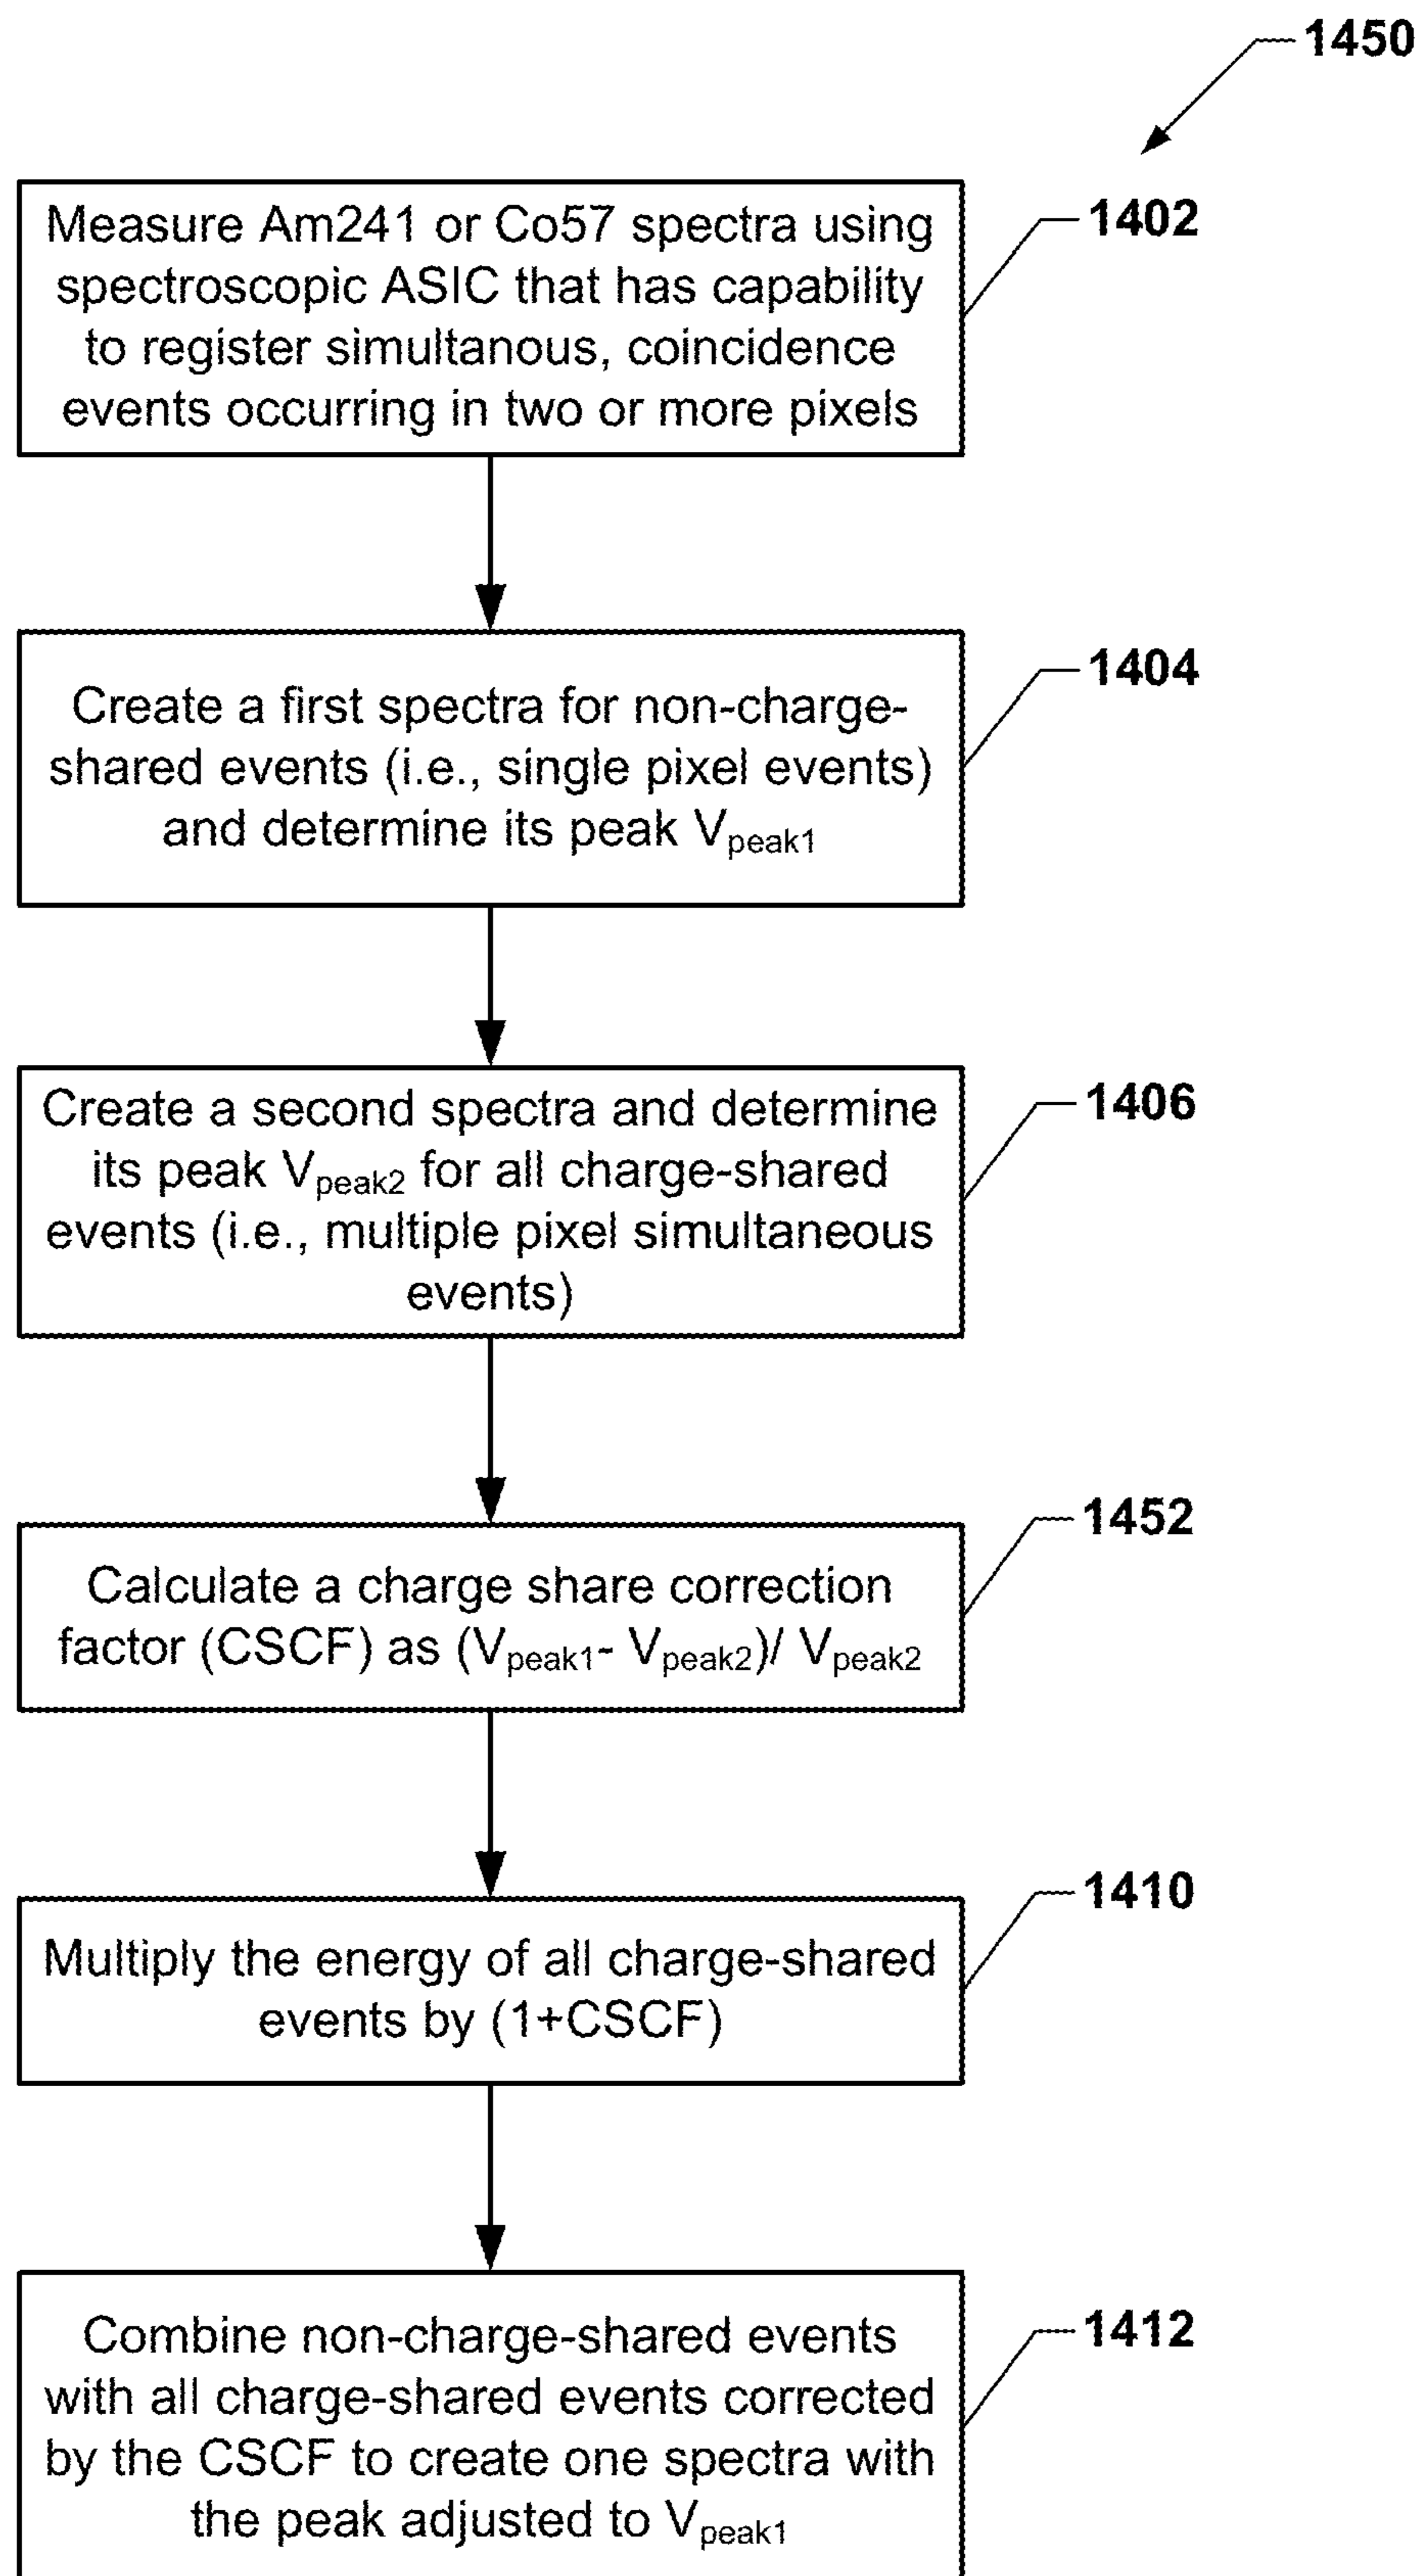 1450
Measure Am241 or Co57 spectra using
spectroscopic ASIC that has capability
to register simultanous, coincidence
events occurring in two or more pixels
1402
Create a first spectra for non-charge-
shared events (i.e., single pixel events)
and determine its peak Vpeak1
1404
Create a second spectra and determine
its peak Vpeak2 for all charge-shared
events (i.e., multiple pixel simultaneous
events)
1406
Calculate a charge share correction
factor (CSCF) as (Vpeak1- Vpeak2)/ Vpeak2
1452
Multiply the energy of all charge-shared
events by (1+CSCF)
1410
Combine non-charge-shared events
with all charge-shared events corrected
by the CSCF to create one spectra with
the peak adjusted to Vpeak1
1412